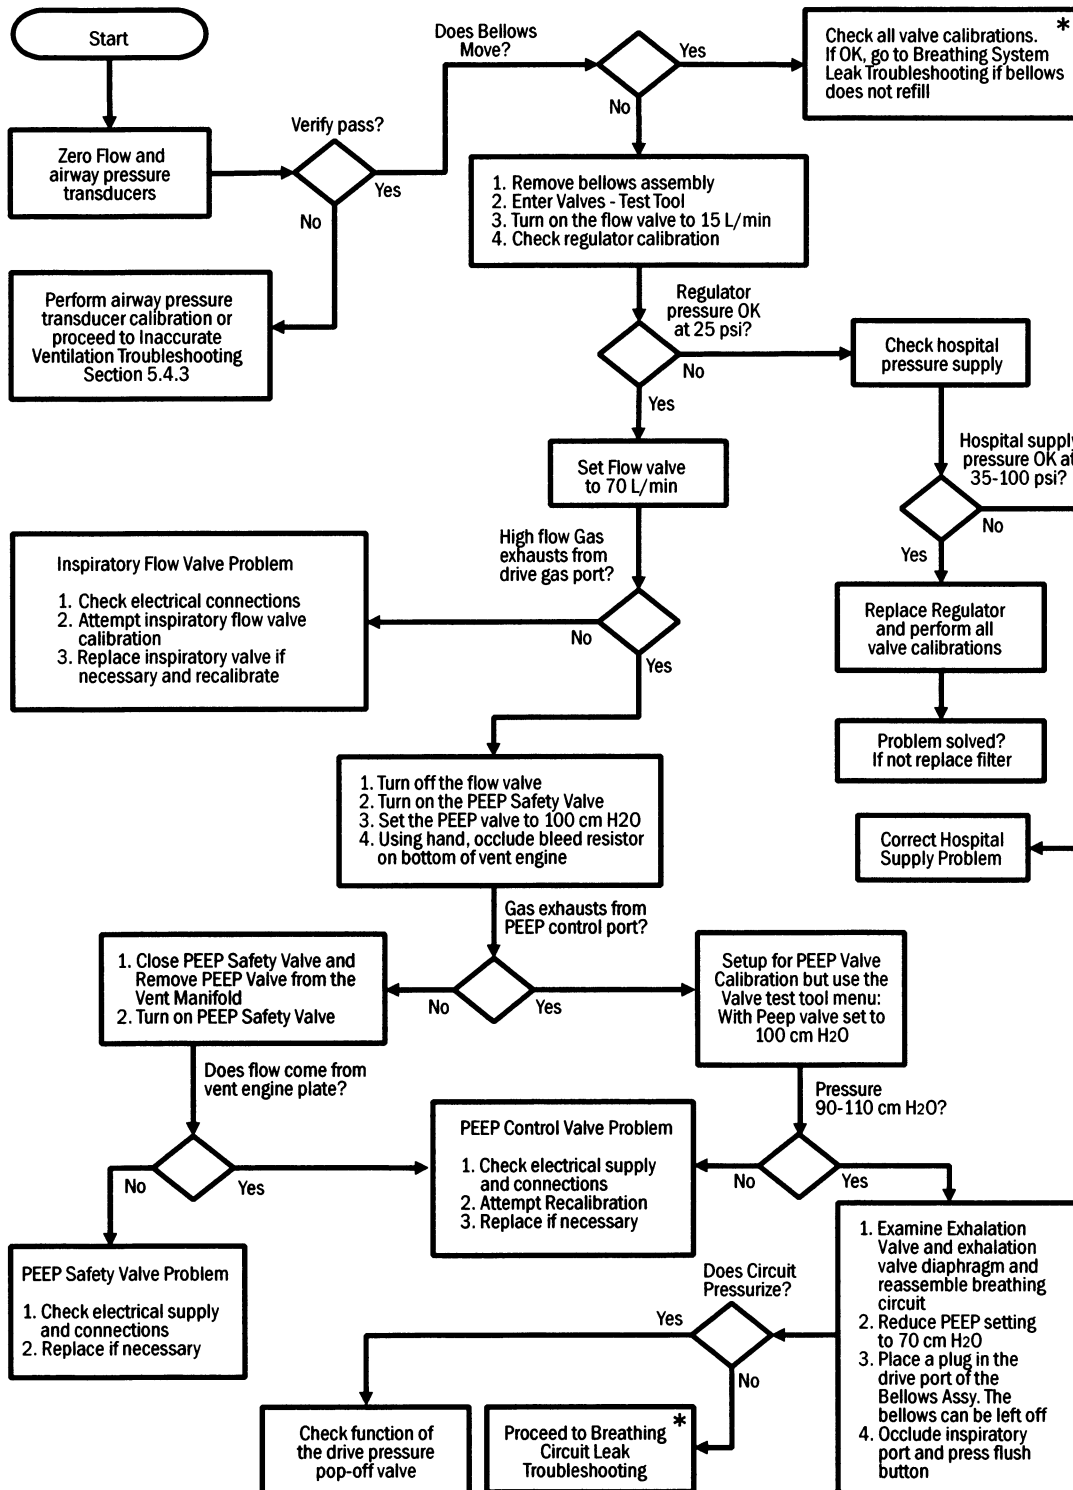 Start
Does Bellows
Move?
Yes
No
Check all valve calibrations. *
If OK, go to Breathing System
Leak Troubleshooting if bellows
does not refill
Zero Flow and
airway pressure
transducers
Verify pass?
Yes
No
1. Remove bellows assembly
2. Enter Valves - Test Tool
3. Turn on the flow valve to 15 L/min
4. Check regulator calibration
Perform airway pressure
transducer calibration or
proceed to Inaccurate
Ventilation Troubleshooting
Section 5.4.3
Regulator
pressure OK
at 25 psi?
No
Yes
Check hospital
pressure supply
Set Flow valve
to 70 L/min
Hospital supply
pressure OK at
35-100 psi?
No
Yes
High flow Gas
exhausts from
drive gas port?
No
Yes
Inspiratory Flow Valve Problem
1. Check electrical connections
2. Attempt inspiratory flow valve
calibration
3. Replace inspiratory valve if
necessary and recalibrate
Replace Regulator
and perform all
valve calibrations
Problem solved?
If not replace filter
Correct Hospital
Supply Problem
1. Turn off the flow valve
2. Turn on the PEEP Safety Valve
3. Set the PEEP valve to 100 cm H2O
4. Using hand, occlude bleed resistor
on bottom of vent engine
Gas exhausts from
PEEP control port?
No
Yes
1. Close PEEP Safety Valve and
Remove PEEP Valve from the
Vent Manifold
2. Turn on PEEP Safety Valve
Setup for PEEP Valve
Calibration but use the
Valve test tool menu:
With Peep valve set to
100 cm H2O
Does flow come from
vent engine plate?
No
Yes
Pressure
90-110 cm H2O?
No
Yes
PEEP Control Valve Problem
1. Check electrical supply
and connections
2. Attempt Recalibration
3. Replace if necessary
PEEP Safety Valve Problem
1. Check electrical supply
and connections
2. Replace if necessary
1. Examine Exhalation
Valve and exhalation
valve diaphragm and
reassemble breathing
circuit
2. Reduce PEEP setting
to 70 cm H2O
3. Place a plug in the
drive port of the
Bellows Assy. The
bellows can be left off
4. Occlude inspiratory
port and press flush
button
Does Circuit
Pressurize?
Yes
No
Check function of
the drive pressure
pop-off valve
Proceed to Breathing *
Circuit Leak
Troubleshooting